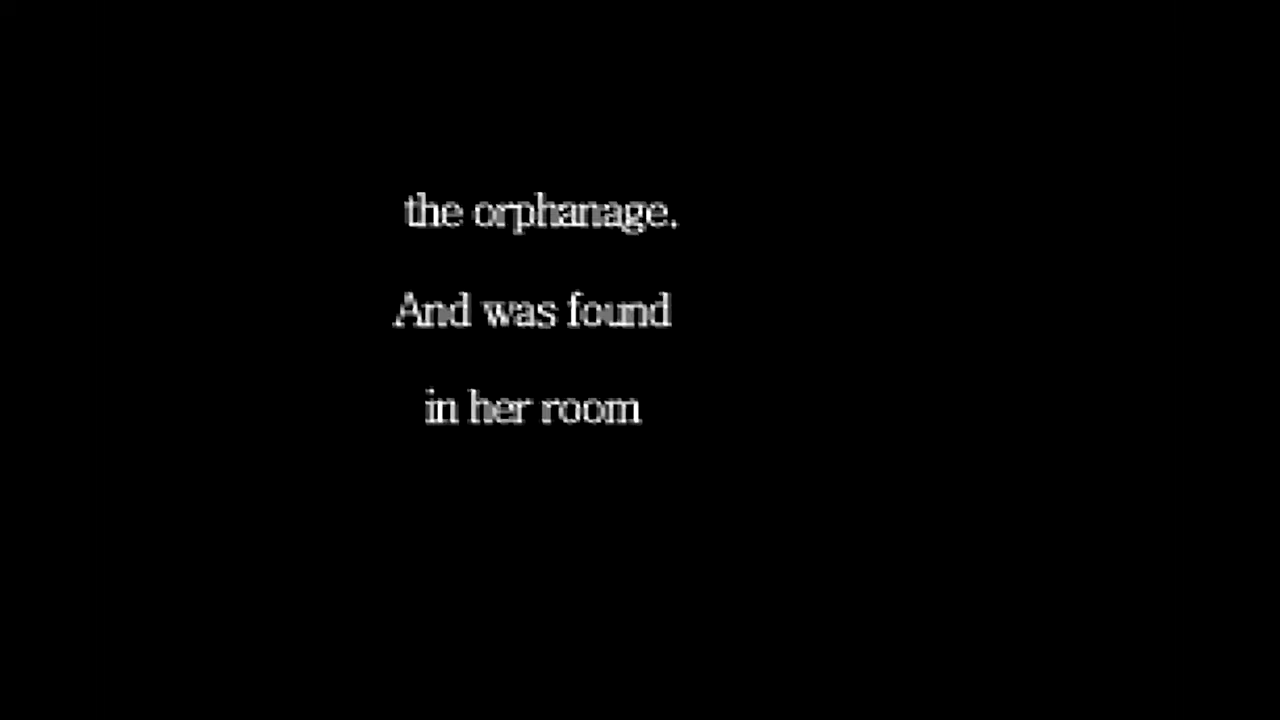 the orphanage.
And was found
in her room